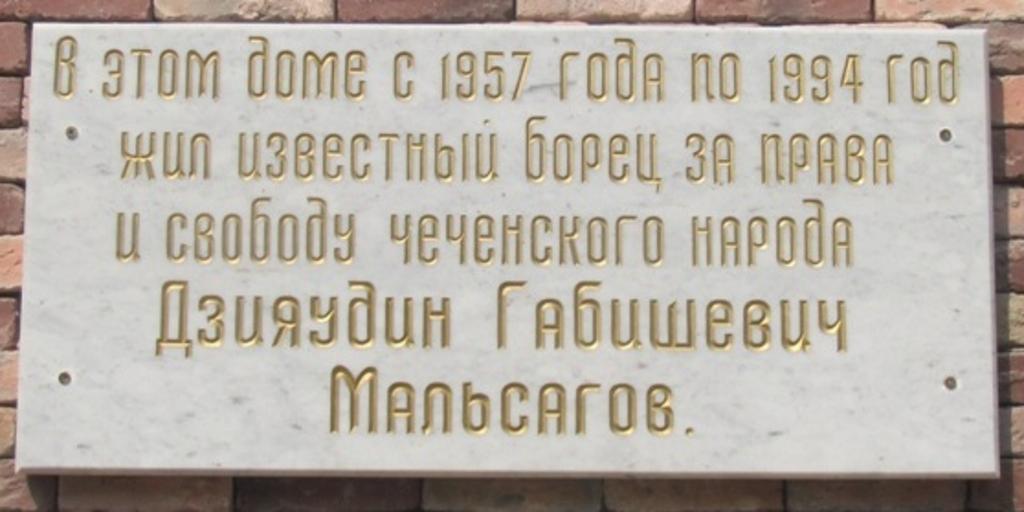 В этом доме с 1957 года по 1994 год
жил известный борец за права
и свободу чеченского народа
Дзияудин Габишевич
Мальсагов.